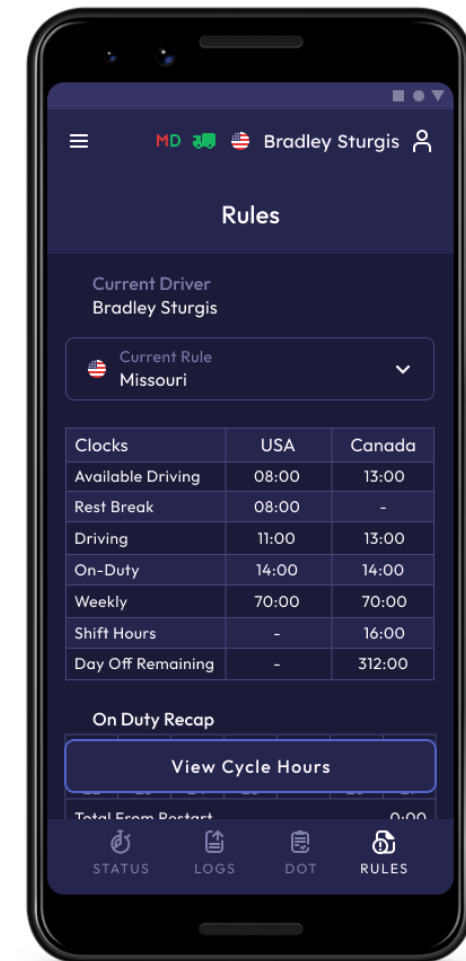 MD Bradley Sturgis
Rules
Current Driver
Bradley Sturgis
Current Rule
Missouri
Clocks USA Canada
Available Driving 08:00 13:00
Rest Break 08:00 -
Driving 11:00 13:00
On-Duty 14:00 14:00
Weekly 70:00 70:00
Shift Hours - 16:00
Day Off Remaining - 312:00
On Duty Recap
View Cycle Hours
Total From Restart 0:00
STATUS LOGS DOT RULES